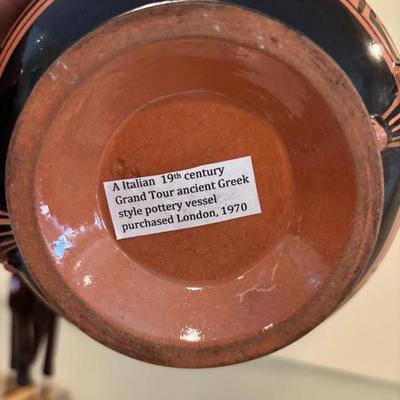 A Italian 19th century
Grand Tour ancient Greek
style pottery vessel
purchased London, 1970